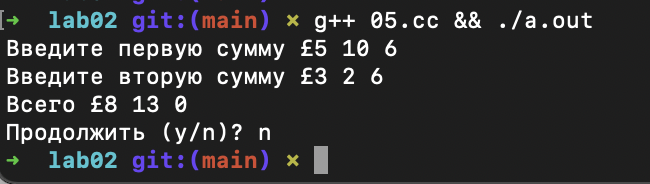 ➜ lab02 git:(main) ✗ g++ 05.cc && ./a.out
Введите первую сумму £5 10 6
Введите вторую сумму £3 2 6
Всего £8 13 0
Продолжить (y/n)? n
➜ lab02 git:(main) ✗